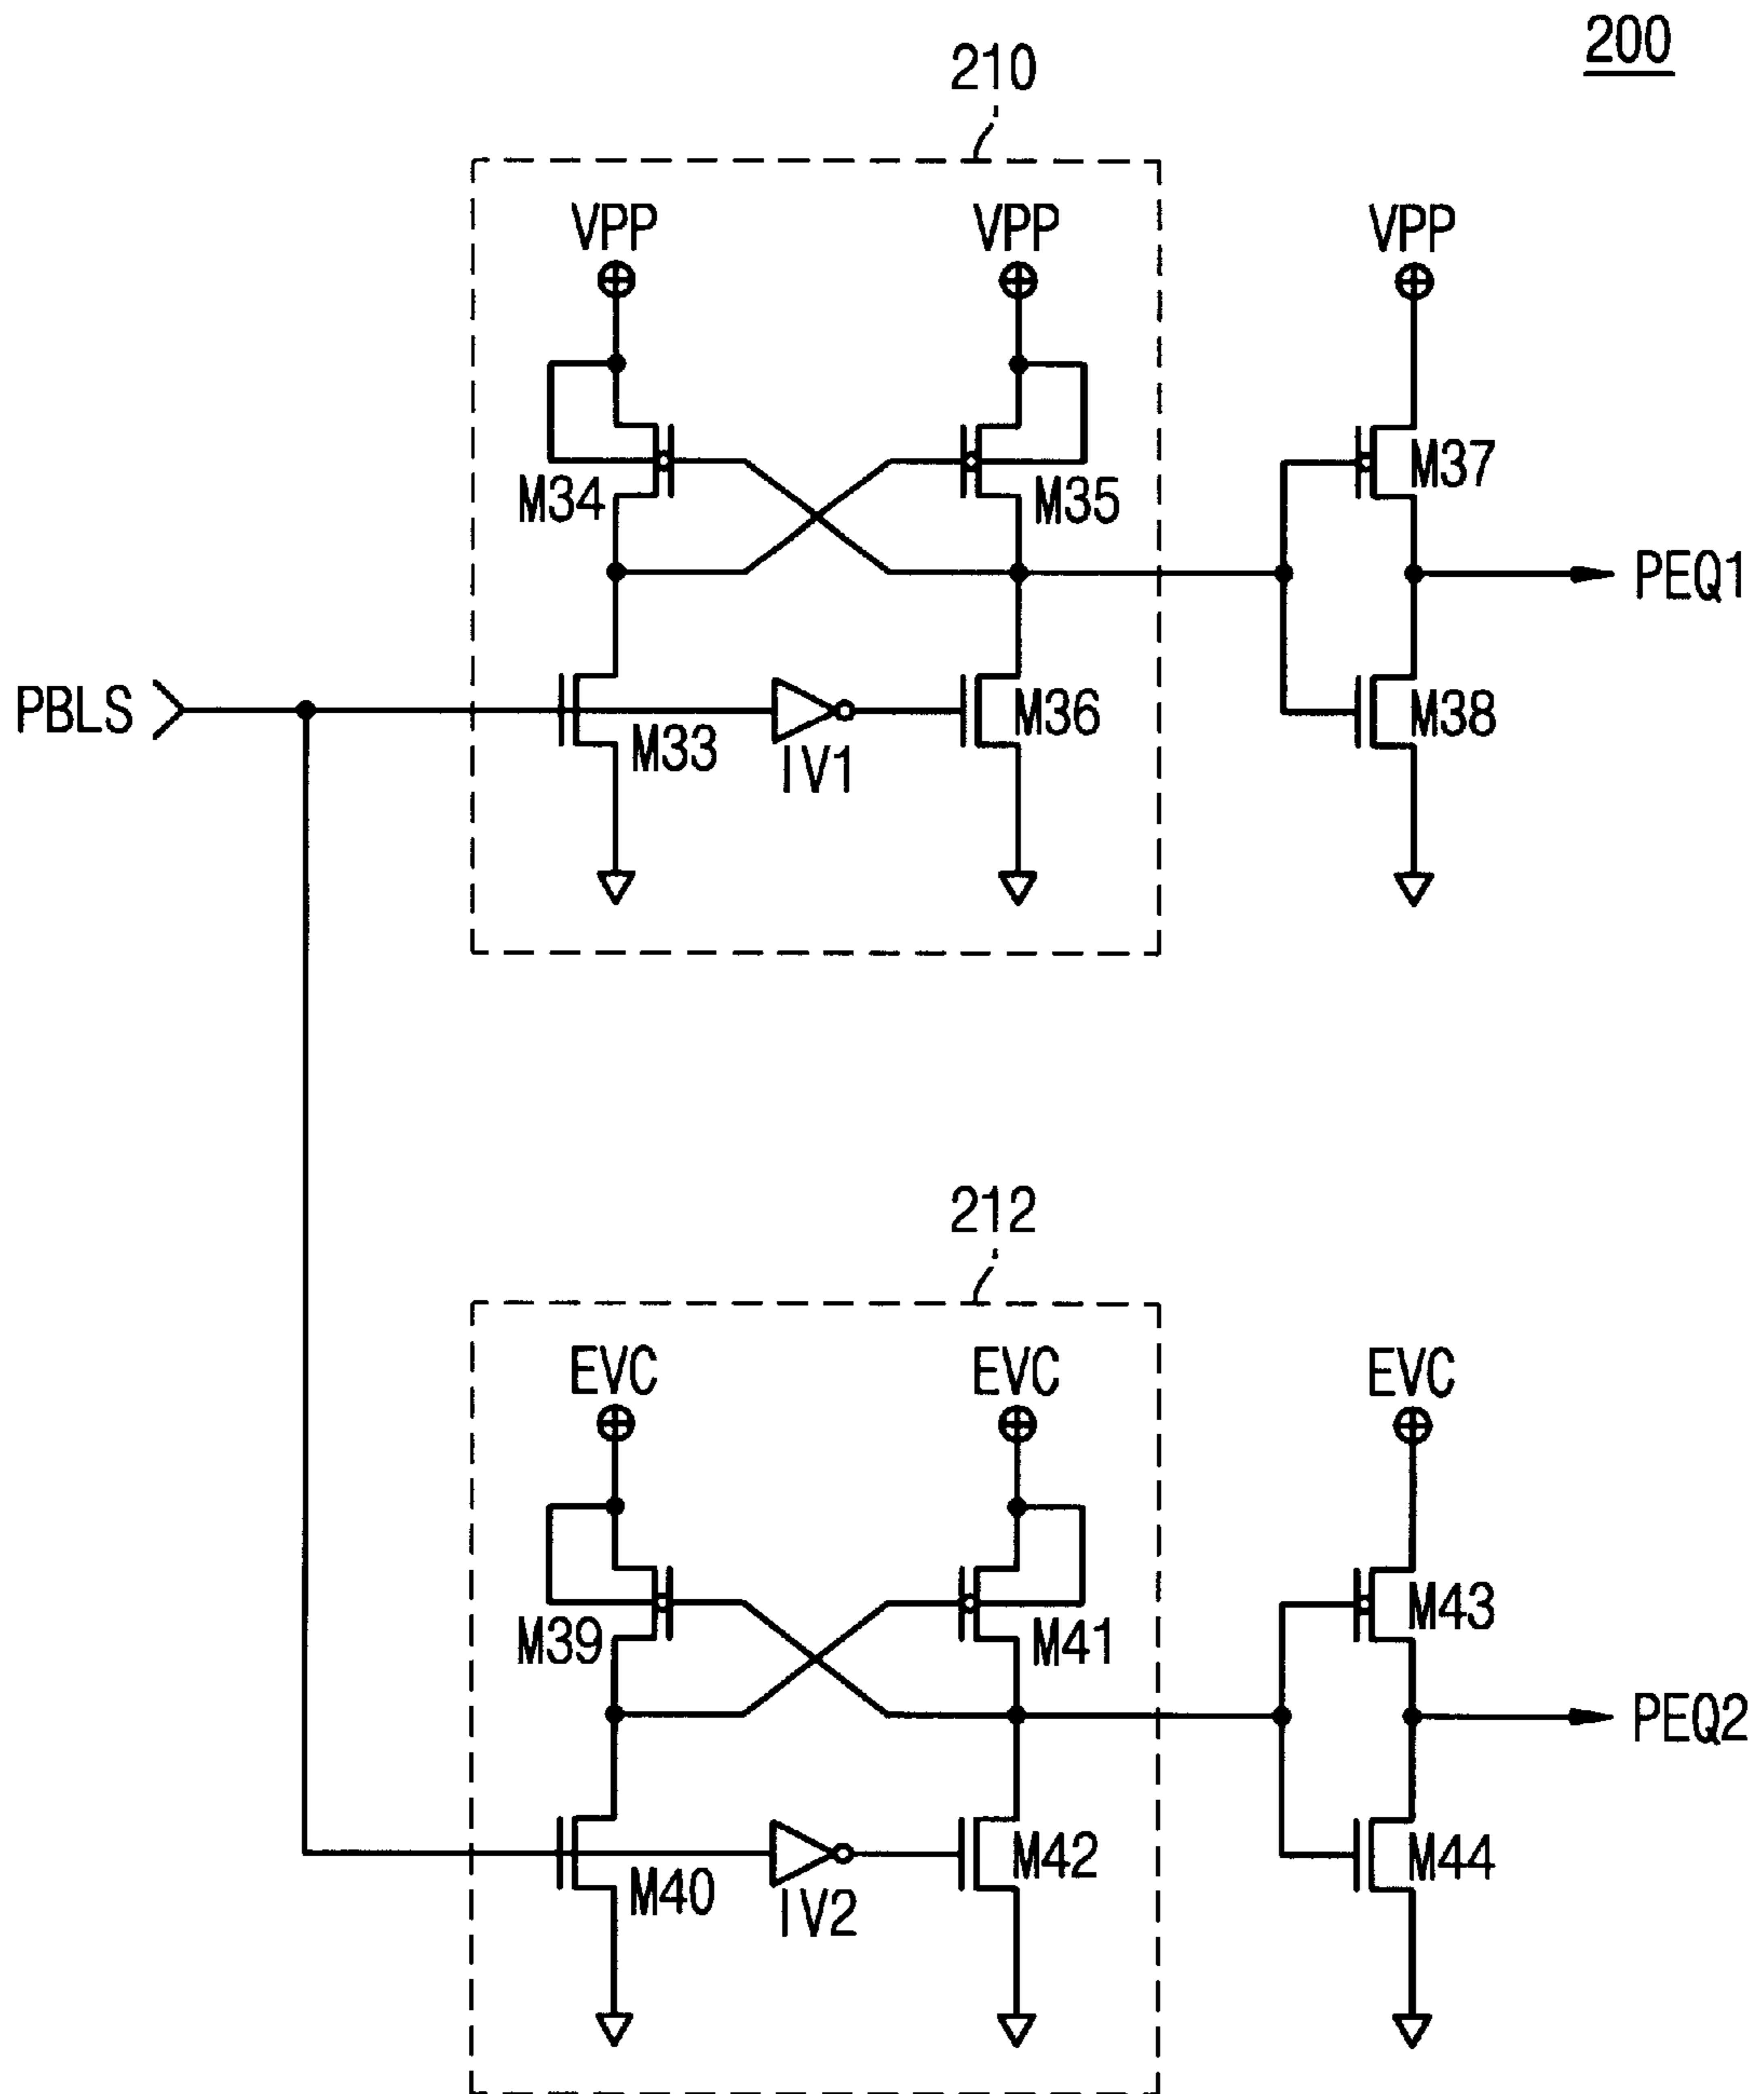 200
210
VPP VPP VPP
M34 M35 M37
PEQ1
PBLS M33 IV1 M36 M38
212
EVC EVC EVC
M39 M41 M43
PEQ2
M40 IV2 M42 M44